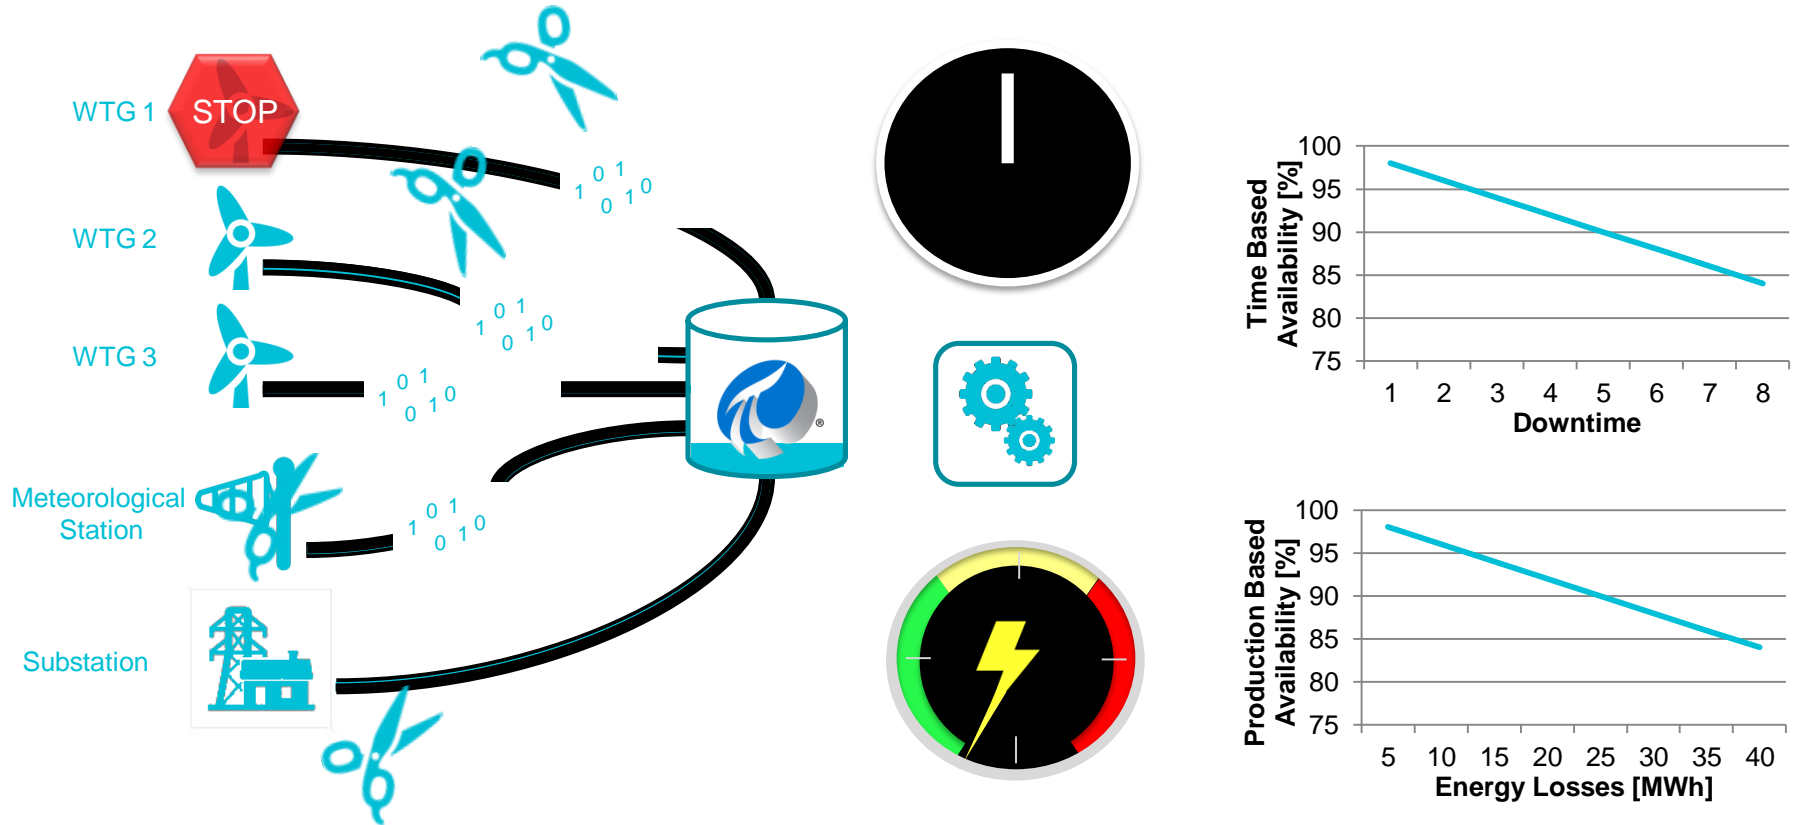 WTG 1
STOP
1 0 1 0 1 0
WTG 2
1 0 1 0 1 0
WTG 3
1 0 1 0 1 0
®
Meteorological
Station
1 0 1 0 1 0
Substation
Time Based
Availability [%]
100
95
90
85
80
75
1 2 3 4 5 6 7 8
Downtime
Production Based
Availability [%]
100
95
90
85
80
75
5 10 15 20 25 30 35 40
Energy Losses [MWh]